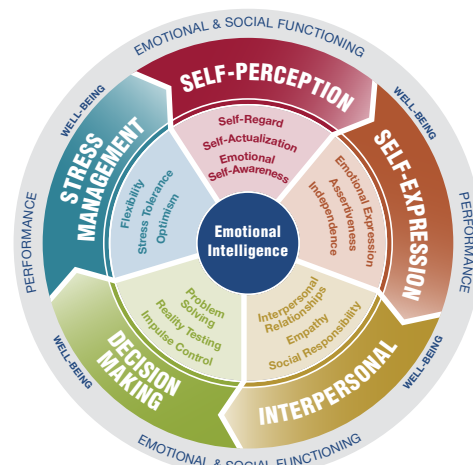 EMOTIONAL & SOCIAL FUNCTIONING
WELL-BEING
WELL-BEING
SELF-PERCEPTION
Self-Regard
Self-Actualization
Emotional
Self-Awareness
SELF-EXPRESSION
Emotional Expression
Assertiveness
Independence
PERFORMANCE
STRESS
MANAGEMENT
Flexibility
Stress Tolerance
Optimism
PERFORMANCE
Emotional
Intelligence
DECISION
MAKING
Problem
Solving
Reality Testing
Impulse Control
INTERPERSONAL
Interpersonal
Relationships
Empathy
Social Responsibility
WELL-BEING
WELL-BEING
EMOTIONAL & SOCIAL FUNCTIONING